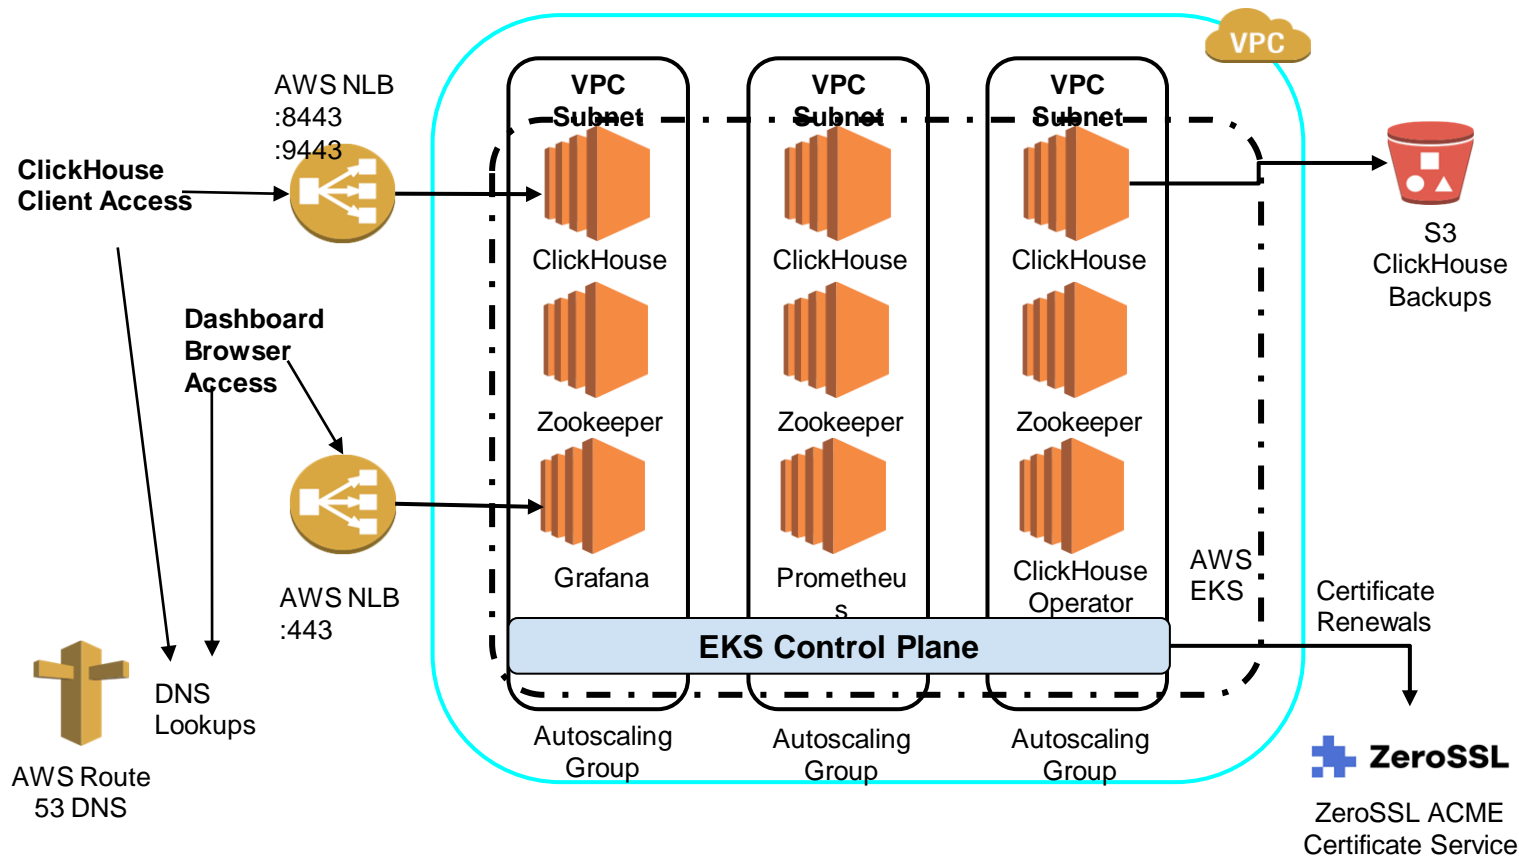 VPC
AWS NLB
:8443
:9443
VPC
Subnet
VPC
Subnet
VPC
Subnet
ClickHouse
Client Access
S3
ClickHouse
Backups
ClickHouse
ClickHouse
ClickHouse
Dashboard
Browser
Access
Zookeeper
Zookeeper
Zookeeper
Grafana
Prometheu
s
ClickHouse
Operator
AWS
EKS
Certificate
Renewals
AWS NLB
:443
EKS Control Plane
DNS
Lookups
AWS Route
53 DNS
Autoscaling
Group
Autoscaling
Group
Autoscaling
Group
ZeroSSL
ZeroSSL ACME
Certificate Service